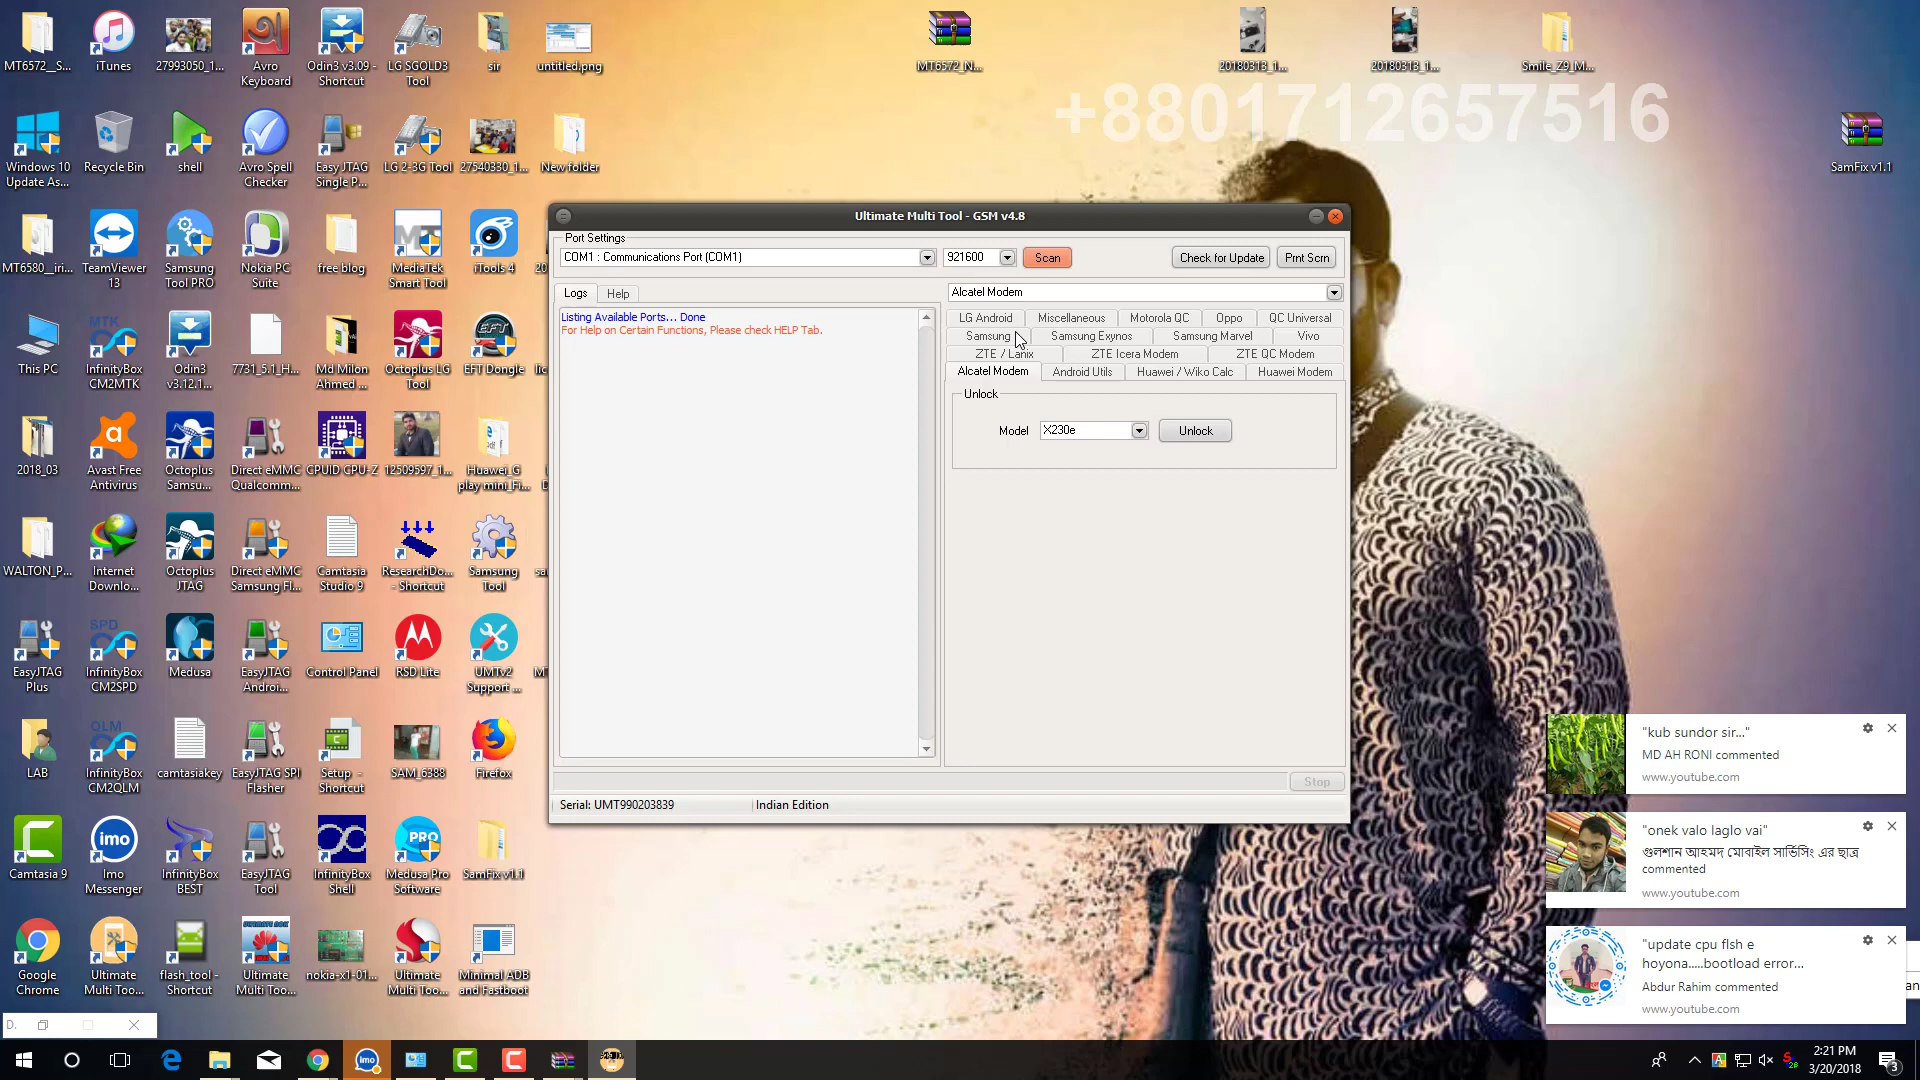 MT6572__S...
iTunes
27993050_1...
Avro
Keyboard
Odin3 v3.09 -
Shortcut
LG SGOLD3
Tool
sir
untitled.png
MT6572_N...
20180313_1...
20180313_1...
Smile_Z9_M...
+8801712657516
Windows 10
Update As...
Recycle Bin
shell
Avro Spell
Checker
Easy JTAG
Single P...
LG 2-3G Tool
27540330_1...
New folder
SamFix v1.1
MT6580__iri...
TeamViewer
13
Samsung
Tool PRO
Nokia PC
Suite
free blog
MediaTek
Smart Tool
iTools 4
This PC
InfinityBox
CM2MTK
Odin3
v3.12.1...
7731_5.1_H...
Md Milon
Ahmed ...
Octoplus LG
Tool
EFT Dongle
2018_03
Avast Free
Antivirus
Octoplus
Samsu...
Direct eMMC
Qualcomm...
CPUID CPU-Z
12509597_1...
Huawei_G
play mini_Fi...
WALTON_P...
Internet
Downlo...
Octoplus
JTAG
Direct eMMC
Samsung Fl...
Camtasia
Studio 9
ResearchDo...
- Shortcut
Samsung
Tool
EasyJTAG
Plus
InfinityBox
CM2SPD
Medusa
EasyJTAG
Androi...
Control Panel
RSD Lite
UMTv2
Support ...
LAB
InfinityBox
CM2QLM
camtasiakey
EasyJTAG SPI
Flasher
Setup -
Shortcut
SAM_6388
Firefox
Camtasia 9
Imo
Messenger
InfinityBox
BEST
EasyJTAG
Tool
InfinityBox
Shell
Medusa Pro
Software
SamFix v1.1
Google
Chrome
Ultimate
Multi Too...
flash_tool -
Shortcut
Ultimate
Multi Too...
nokia-x1-01...
Ultimate
Multi Too...
Minimal ADB
and Fastboot
Ultimate Multi Tool - GSM v4.8
Port Settings
COM1 : Communications Port (COM1)
921600
Scan
Check for Update
Prnt Scrn
Logs
Help
Listing Available Ports... Done
For Help on Certain Functions, Please check HELP Tab.
Alcatel Modem
LG Android
Miscellaneous
Motorola QC
Oppo
QC Universal
Samsung
Samsung Exynos
Samsung Marvel
Vivo
ZTE / Lanix
ZTE Icera Modem
ZTE QC Modem
Alcatel Modem
Android Utils
Huawei / Wiko Calc
Huawei Modem
Unlock
Model
X230e
Unlock
Stop
Serial: UMT990203839
Indian Edition
"kub sundor sir..."
MD AH RONI commented
www.youtube.com
"onek valo laglo vai"
গুলশান আহমদ মোবাইল সার্ভিসিং এর ছাত্র
commented
www.youtube.com
"update cpu flsh e
hoyona.....bootload error...
Abdur Rahim commented
www.youtube.com
D.
2:21 PM
3/20/2018
3